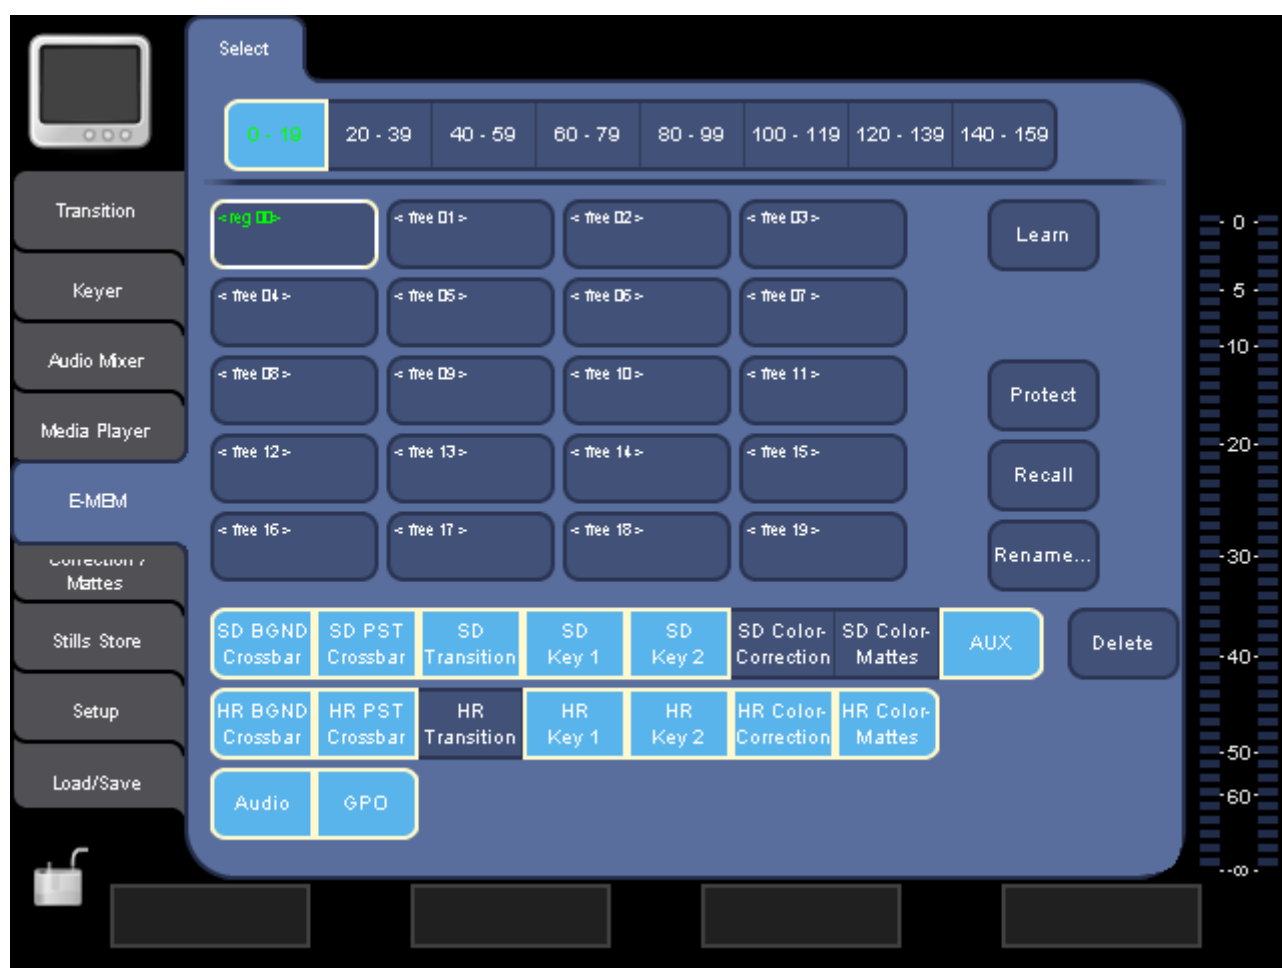 Select
0 - 19 20 - 39 40 - 59 60 - 79 80 - 99 100 - 119 120 - 139 140 - 159
Transition
Keyer
Audio Mixer
Media Player
E-MEM
Correction /
Mattes
Stills Store
Setup
Load/Save
<reg 00> < free 01 > < free 02 > < free 03 >
< free 04 > < free 05 > < free 06 > < free 07 >
< free 08 > < free 09 > < free 10 > < free 11 >
< free 12 > < free 13 > < free 14 > < free 15 >
< free 16 > < free 17 > < free 18 > < free 19 >
Learn
Protect
Recall
Rename...
Delete
SD BGND Crossbar
SD PST Crossbar
SD Transition
SD Key 1
SD Key 2
SD Color- Correction
SD Color- Mattes
AUX
HR BGND Crossbar
HR PST Crossbar
HR Transition
HR Key 1
HR Key 2
HR Color- Correction
HR Color- Mattes
Audio
GPO
- 0 -
- 5 -
-10-
-20-
-30-
-40-
-50-
-60-
--∞ -